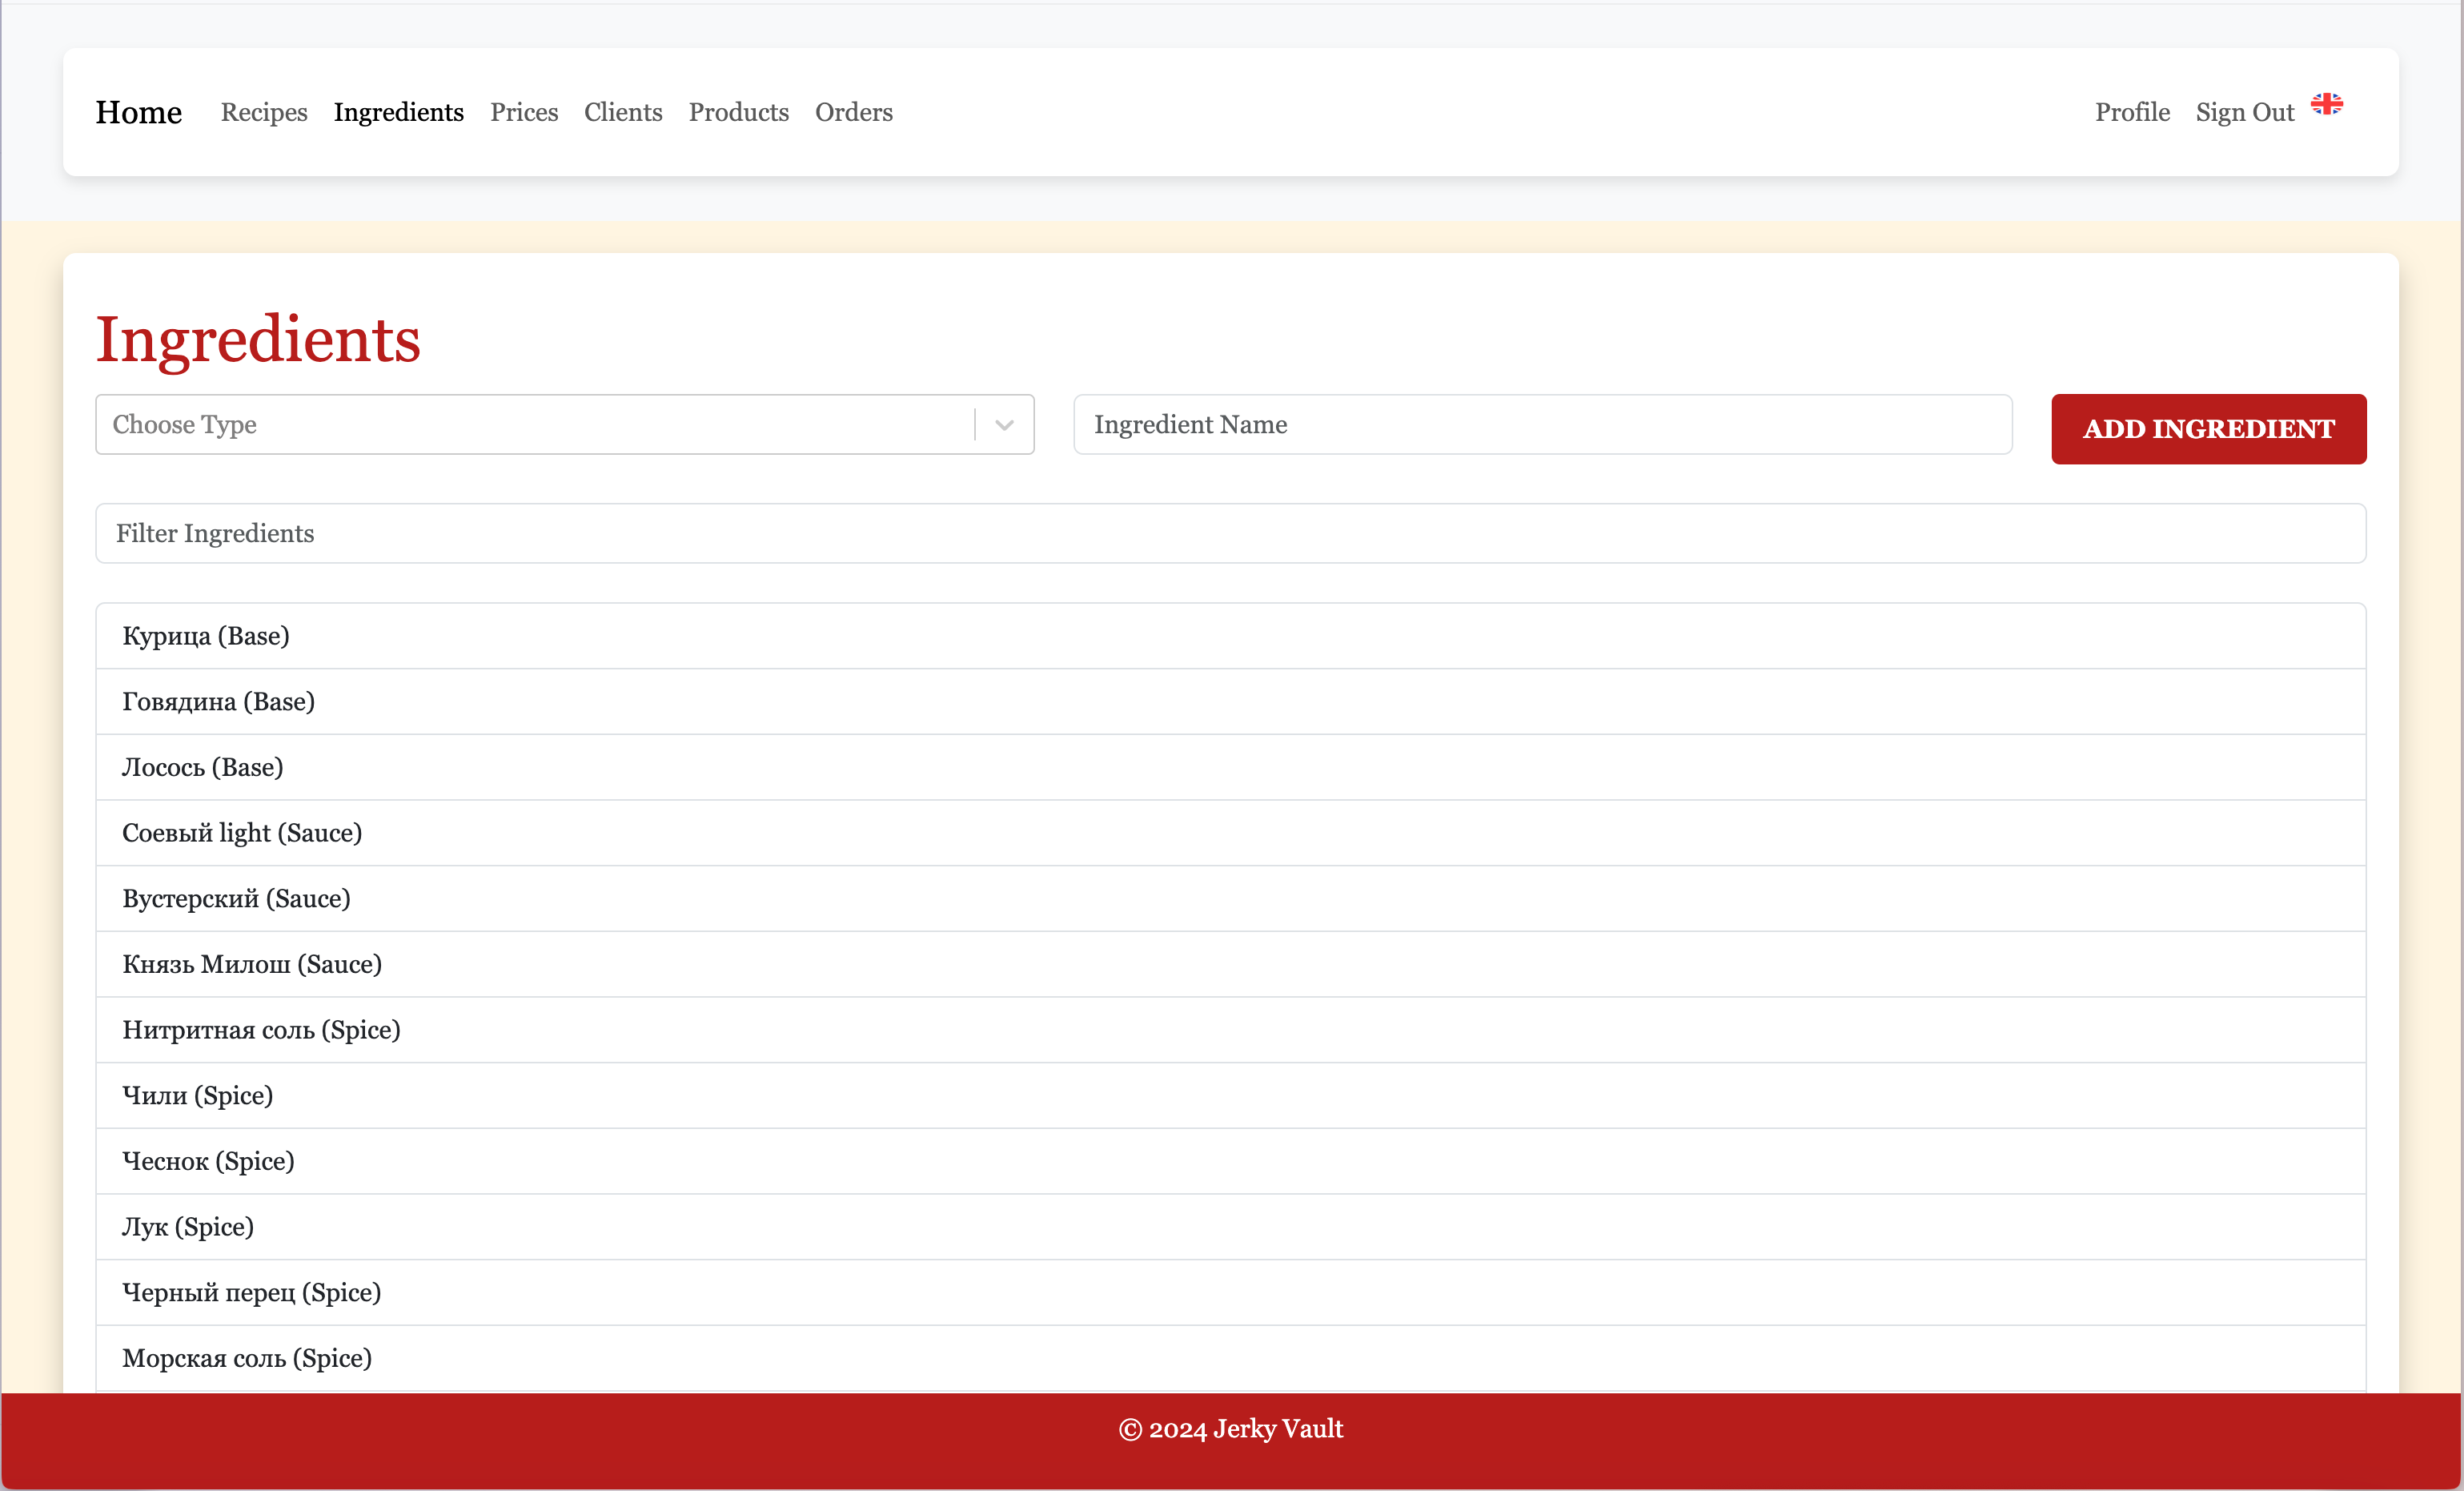 Home Recipes Ingredients Prices Clients Products Orders Profile Sign Out
Ingredients
Choose Type Ingredient Name ADD INGREDIENT
Filter Ingredients
Курица (Base)
Говядина (Base)
Лосось (Base)
Соевый light (Sauce)
Вустерский (Sauce)
Князь Милош (Sauce)
Нитритная соль (Spice)
Чили (Spice)
Чеснок (Spice)
Лук (Spice)
Черный перец (Spice)
Морская соль (Spice)
© 2024 Jerky Vault